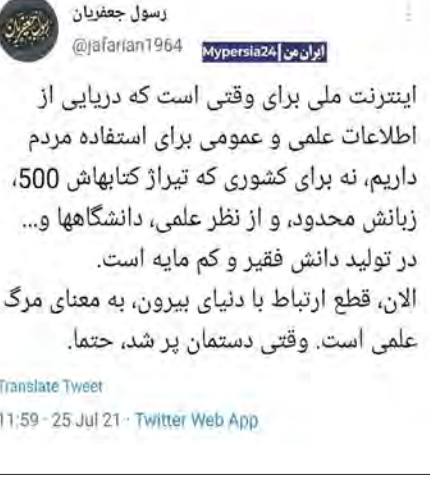 رسول جعفریان
@jafarian1964
ایران من | Mypersia24
اینترنت ملی برای وقتی است که دریایی از
اطلاعات علمی و عمومی برای استفاده مردم
داریم، نه برای کشوری که تیراژ کتابهاش 500،
زبانش محدود، و از نظر علمی، دانشگاهها و...
در تولید دانش فقیر و کم مایه است.
الان، قطع ارتباط با دنیای بیرون، به معنای مرگ
علمی است. وقتی دستمان پر شد، حتما.
Translate Tweet
11:59 - 25 Jul 21 · Twitter Web App